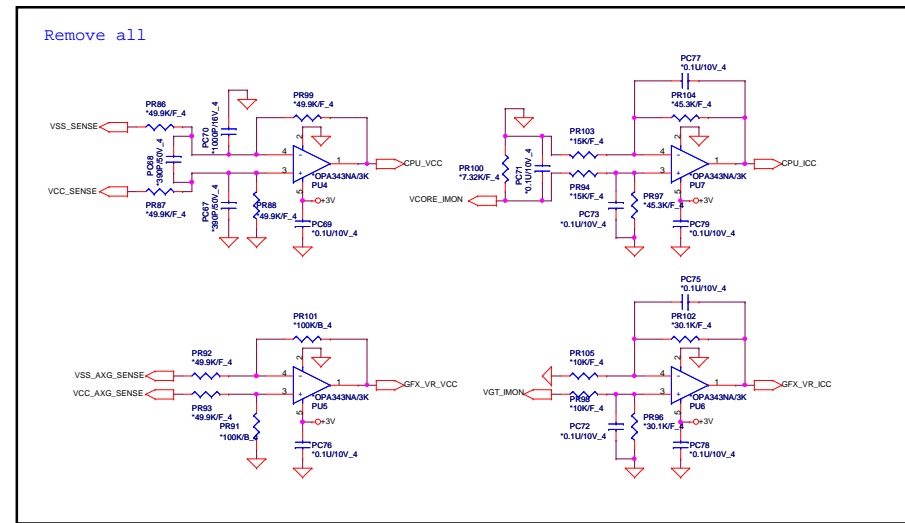 Remove all
VSS_SENSE
PR86
*49.9K/F_4
PC68
*390P/50V_4
PC70
*1000P/16V_4
PR99
*49.9K/F_4
VCC_SENSE
PR87
*49.9K/F_4
PC67
*390P/50V_4
PR88
*49.9K/F_4
2
4
3
1
5
*OPA343NA/3K
PU4
+3V
PC69
*0.1U/10V_4
CPU_VCC
PR100
*7.32K/F_4
PC71
*0.1U/10V_4
VCORE_IMON
PR103
*15K/F_4
PR94
*15K/F_4
PC73
*0.1U/10V_4
PR97
*45.3K/F_4
PC77
*0.1U/10V_4
PR104
*45.3K/F_4
2
4
3
1
5
*OPA343NA/3K
PU7
+3V
PC79
*0.1U/10V_4
CPU_ICC
PR101
*100K/B_4
VSS_AXG_SENSE
PR92
*49.9K/F_4
VCC_AXG_SENSE
PR93
*49.9K/F_4
PR91
*100K/B_4
2
4
3
1
5
*OPA343NA/3K
PU5
+3V
PC76
*0.1U/10V_4
GFX_VR_VCC
PC75
*0.1U/10V_4
PR102
*30.1K/F_4
PR105
*10K/F_4
VGT_IMON
PR98
*10K/F_4
PC72
*0.1U/10V_4
PR96
*30.1K/F_4
2
4
3
1
5
*OPA343NA/3K
PU6
+3V
PC78
*0.1U/10V_4
GFX_VR_ICC